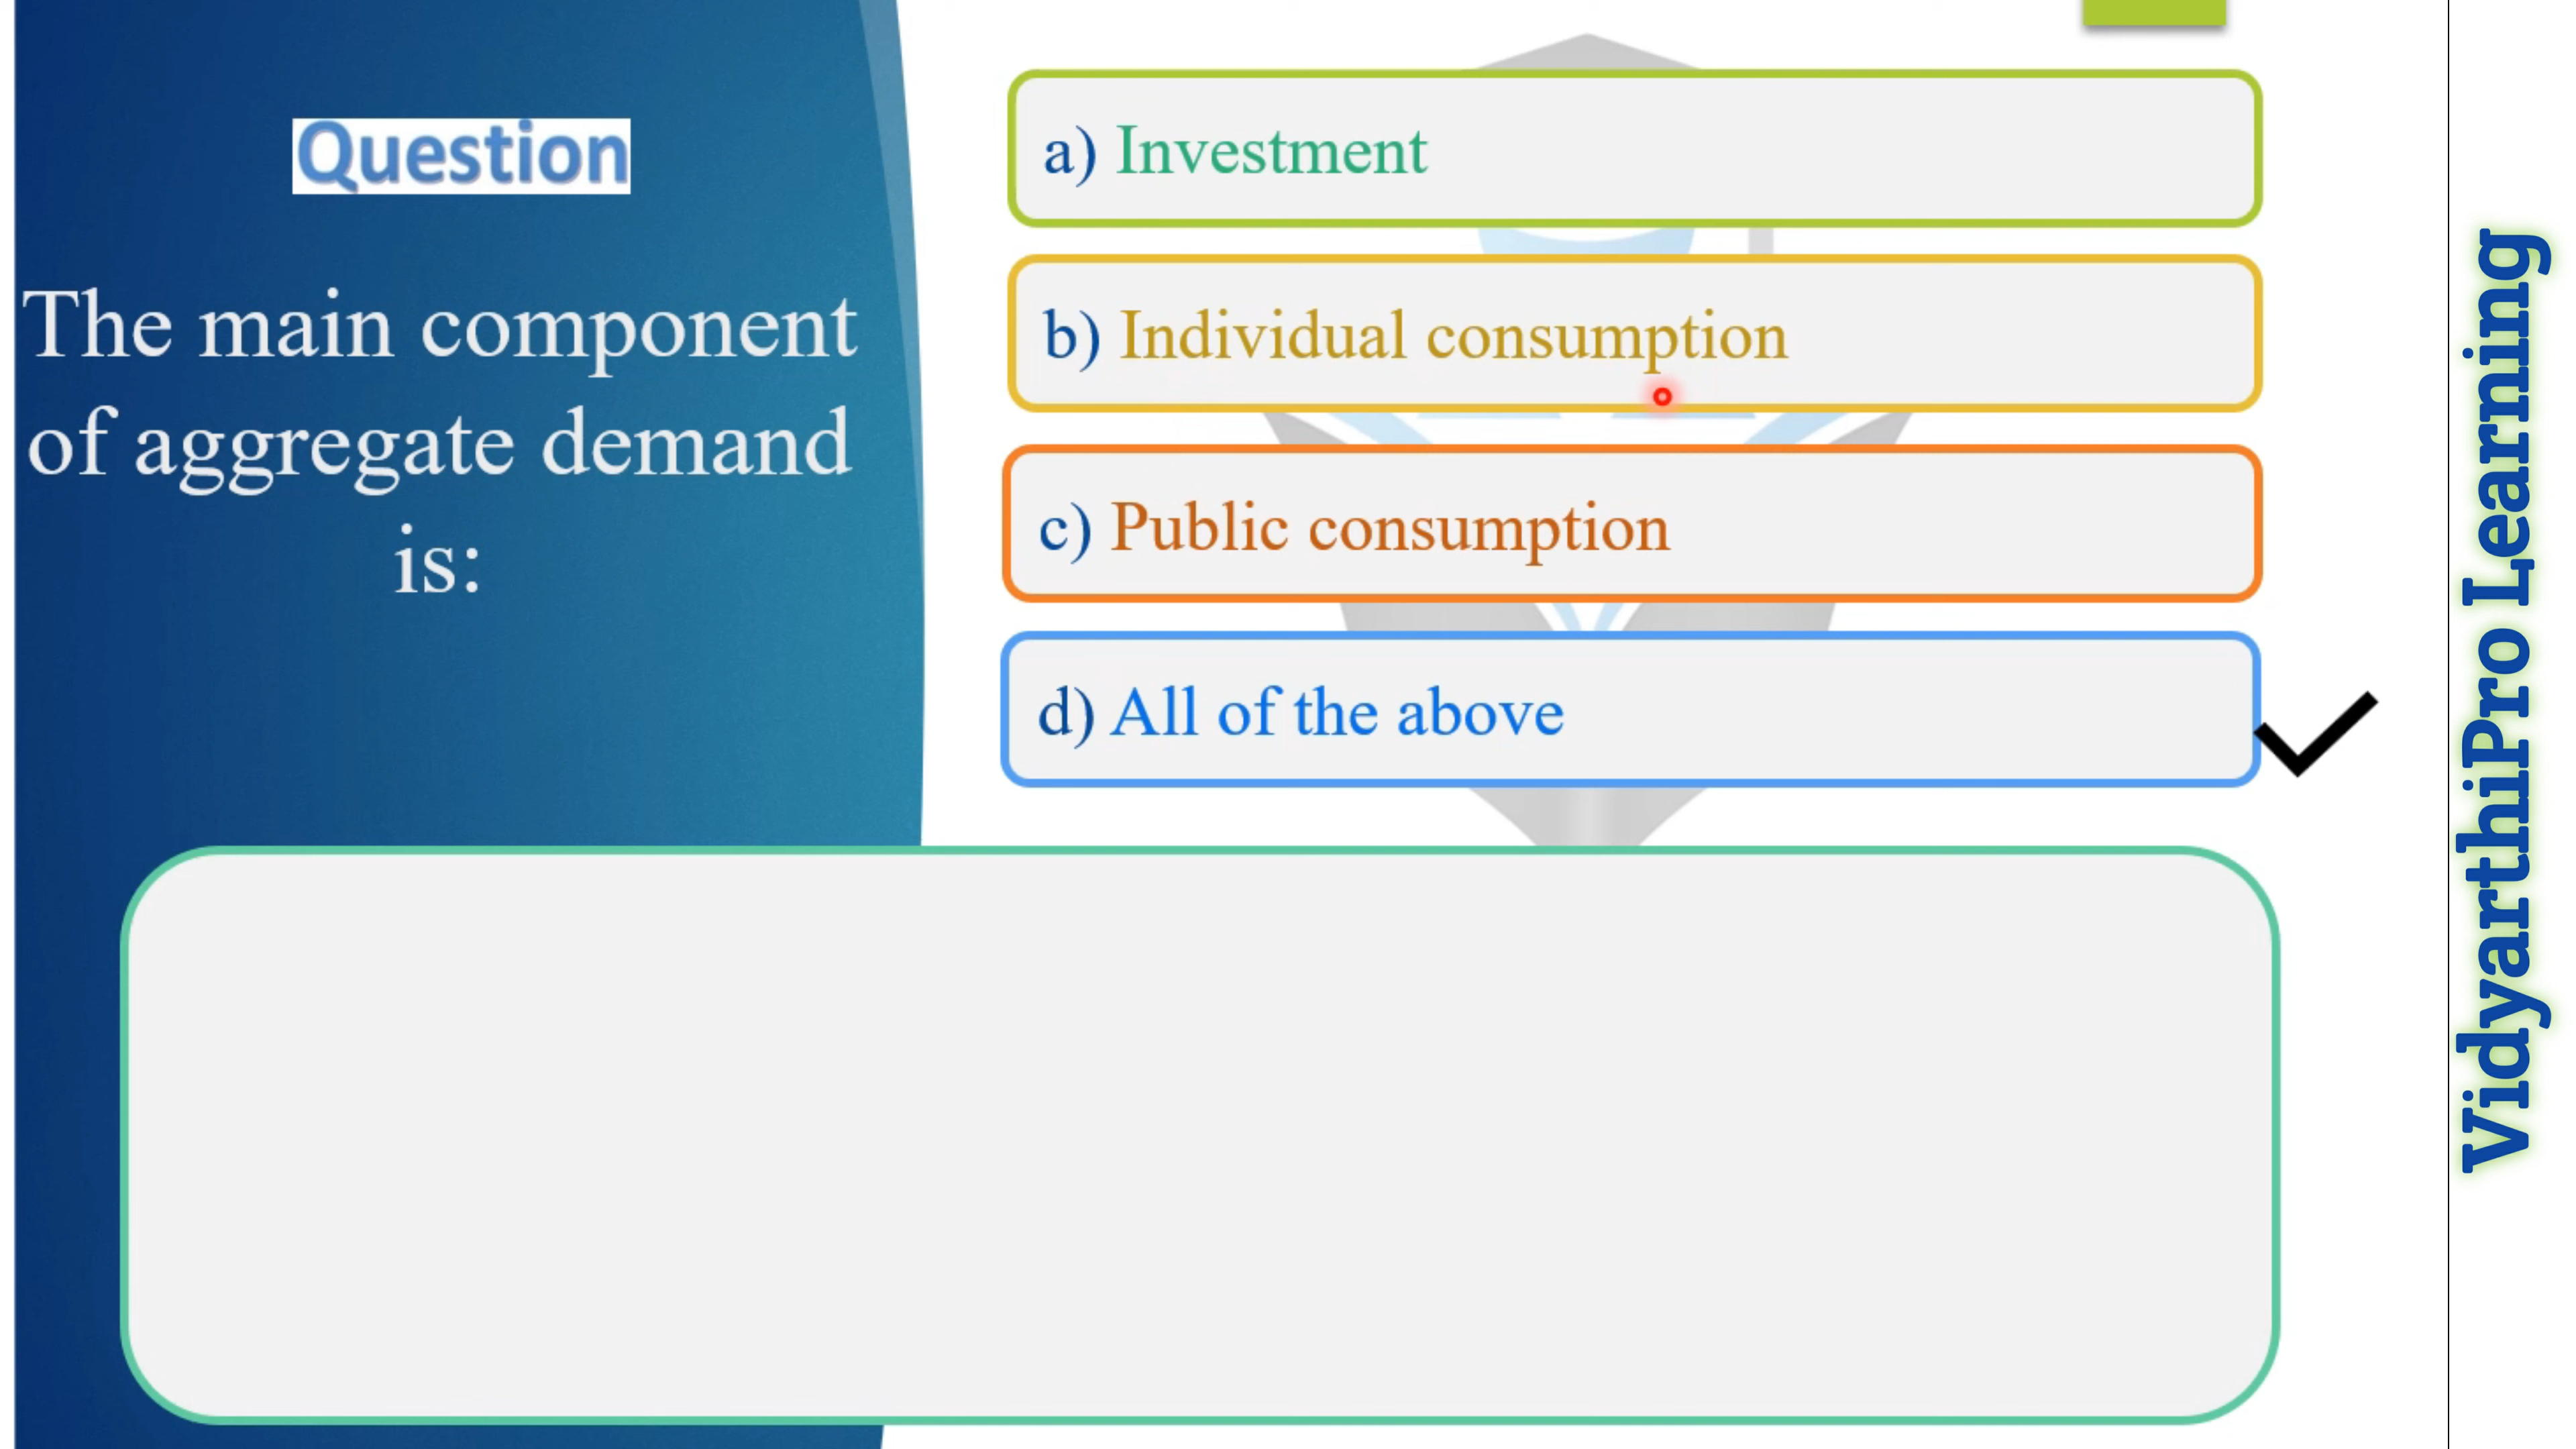 Question
The main component
of aggregate demand
is:
a) Investment
b) Individual consumption
c) Public consumption
d) All of the above
VidyarthiPro Learning